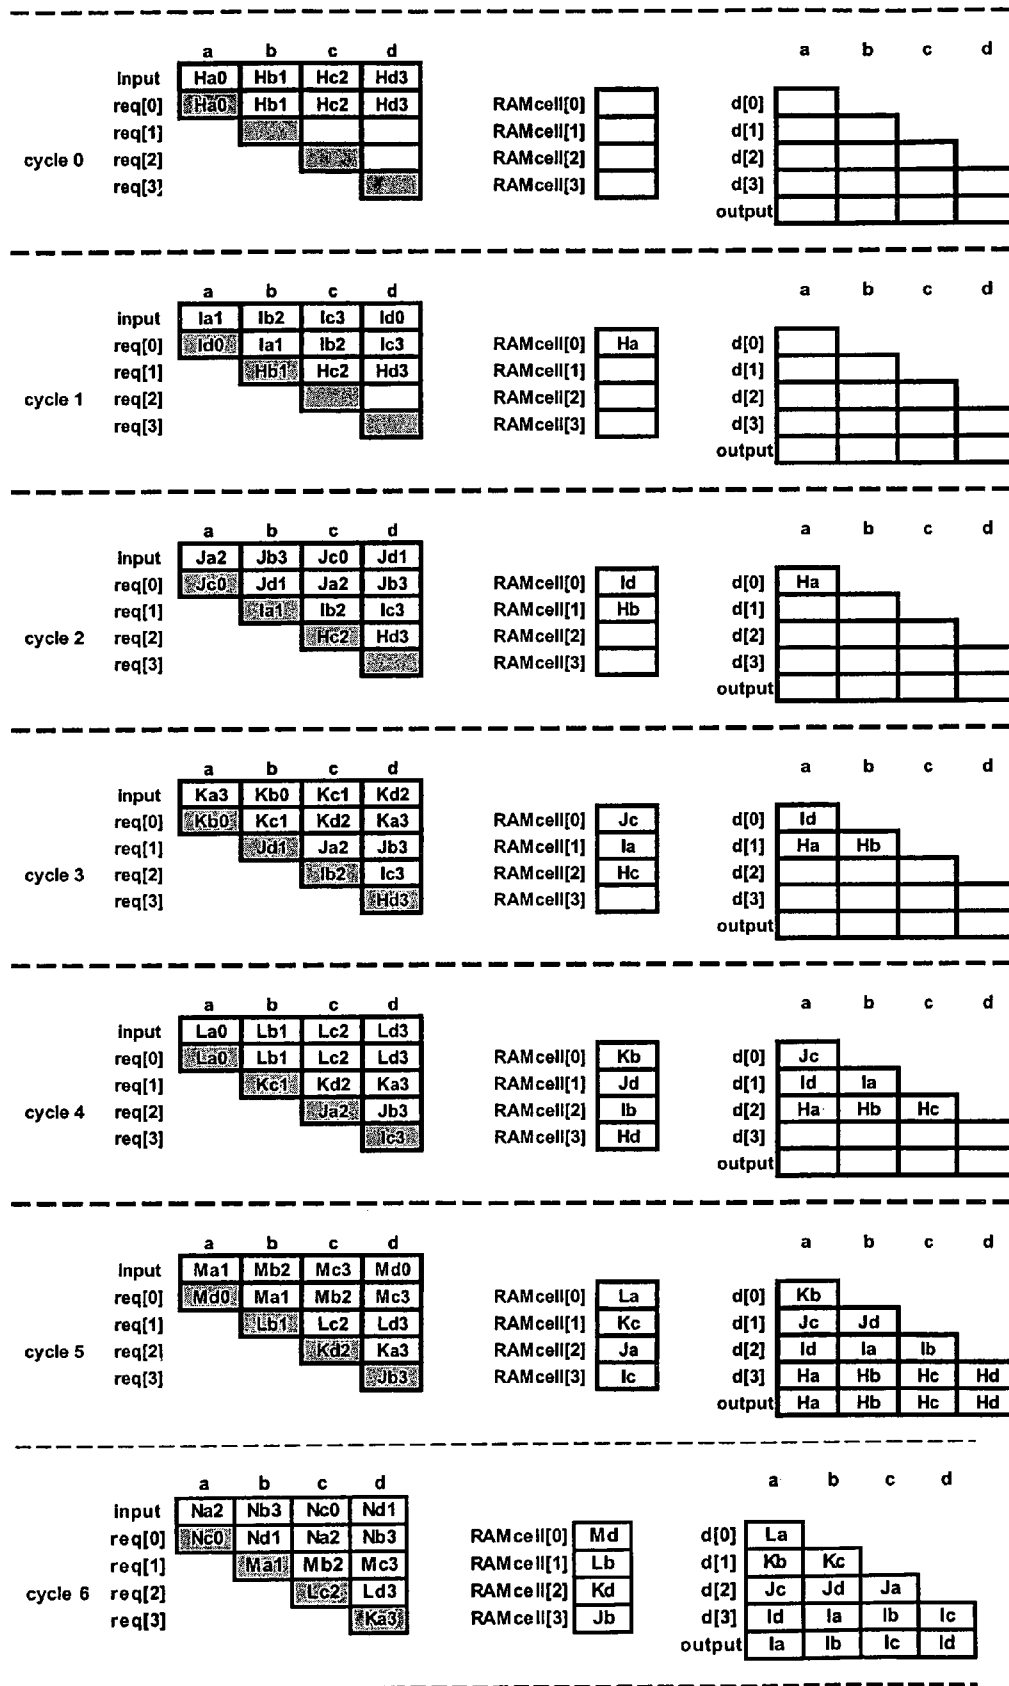 a b c d a b c d
input Ha0 Hb1 Hc2 Hd3
req[0] Ha0 Hb1 Hc2 Hd3 RAMcell[0] d[0]
req[1] RAMcell[1] d[1]
cycle 0 req[2] RAMcell[2] d[2]
req[3] RAMcell[3] d[3]
output
a b c d a b c d
input Ia1 Ib2 Ic3 Id0
req[0] Id0 Ia1 Ib2 Ic3 RAMcell[0] Ha d[0]
req[1] Hb1 Hc2 Hd3 RAMcell[1] d[1]
cycle 1 req[2] RAMcell[2] d[2]
req[3] RAMcell[3] d[3]
output
a b c d a b c d
input Ja2 Jb3 Jc0 Jd1
req[0] Jc0 Jd1 Ja2 Jb3 RAMcell[0] Id d[0] Ha
req[1] Ia1 Ib2 Ic3 RAMcell[1] Hb d[1]
cycle 2 req[2] Hc2 Hd3 RAMcell[2] d[2]
req[3] RAMcell[3] d[3]
output
a b c d a b c d
input Ka3 Kb0 Kc1 Kd2
req[0] Kb0 Kc1 Kd2 Ka3 RAMcell[0] Jc d[0] Id
req[1] Jd1 Ja2 Jb3 RAMcell[1] Ia d[1] Ha Hb
cycle 3 req[2] Ib2 Ic3 RAMcell[2] Hc d[2]
req[3] Hd3 RAMcell[3] d[3]
output
a b c d a b c d
input La0 Lb1 Lc2 Ld3
req[0] La0 Lb1 Lc2 Ld3 RAMcell[0] Kb d[0] Jc
req[1] Kc1 Kd2 Ka3 RAMcell[1] Jd d[1] Id Ia
cycle 4 req[2] Ja2 Jb3 RAMcell[2] Ib d[2] Ha Hb Hc
req[3] Ic3 RAMcell[3] Hd d[3]
output
a b c d a b c d
input Ma1 Mb2 Mc3 Md0
req[0] Md0 Ma1 Mb2 Mc3 RAMcell[0] La d[0] Kb
req[1] Lb1 Lc2 Ld3 RAMcell[1] Kc d[1] Jc Jd
cycle 5 req[2] Kd2 Ka3 RAMcell[2] Ja d[2] Id Ia Ib
req[3] Jb3 RAMcell[3] Ic d[3] Ha Hb Hc Hd
output Ha Hb Hc Hd
a b c d a b c d
input Na2 Nb3 Nc0 Nd1
req[0] Nc0 Nd1 Na2 Nb3 RAMcell[0] Md d[0] La
req[1] Ma1 Mb2 Mc3 RAMcell[1] Lb d[1] Kb Kc
cycle 6 req[2] Lc2 Ld3 RAMcell[2] Kd d[2] Jc Jd Ja
req[3] Ka3 RAMcell[3] Jb d[3] Id Ia Ib Ic
output Ia Ib Ic Id